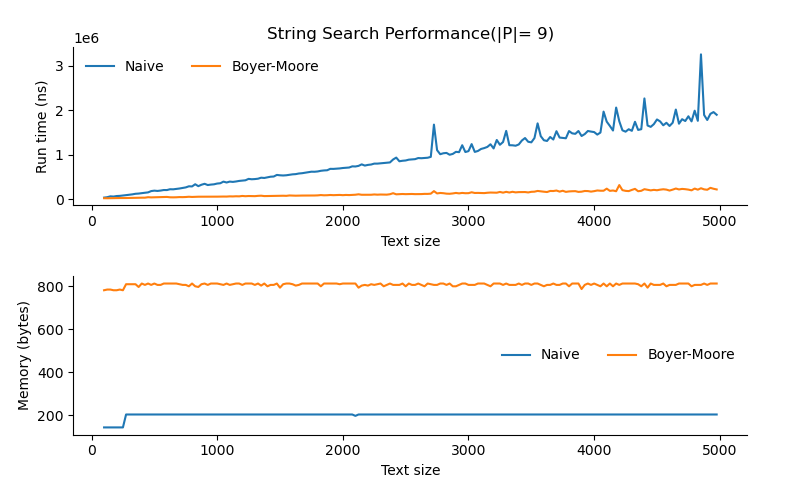 String Search Performance(|P|= 9)
1e6
Naive
Boyer-Moore
3
2
1
0
Run time (ns)
0 1000 2000 3000 4000 5000
Text size
800
600
400
200
Memory (bytes)
Naive
Boyer-Moore
0 1000 2000 3000 4000 5000
Text size